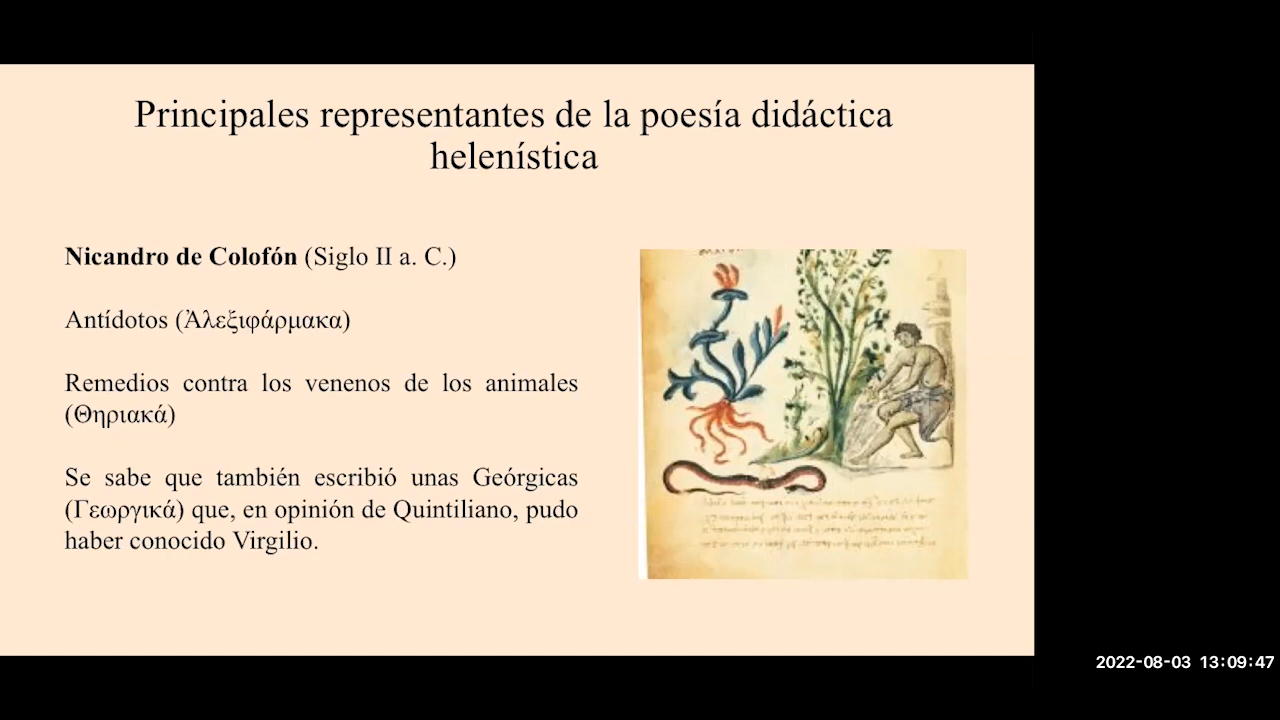 Principales representantes de la poesía didáctica
helenística
Nicandro de Colofón (Siglo II a. C.)
Antídotos (Ἀλεξιφάρμακα)
Remedios contra los venenos de los animales
(Θηριακά)
Se sabe que también escribió unas Geórgicas
(Γεωργικά) que, en opinión de Quintiliano, pudo
haber conocido Virgilio.
2022-08-03 13:09:47